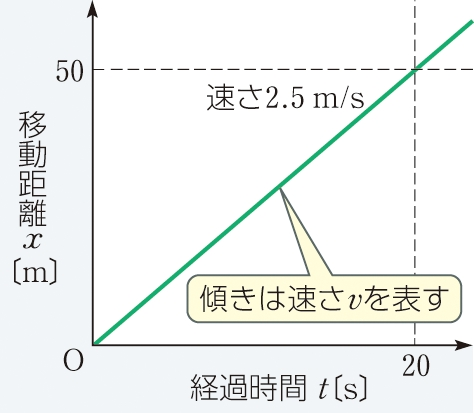 50
速さ2.5 m/s
移動距離 x 〔m〕
傾きは速さvを表す
O
20
経過時間 t〔s〕